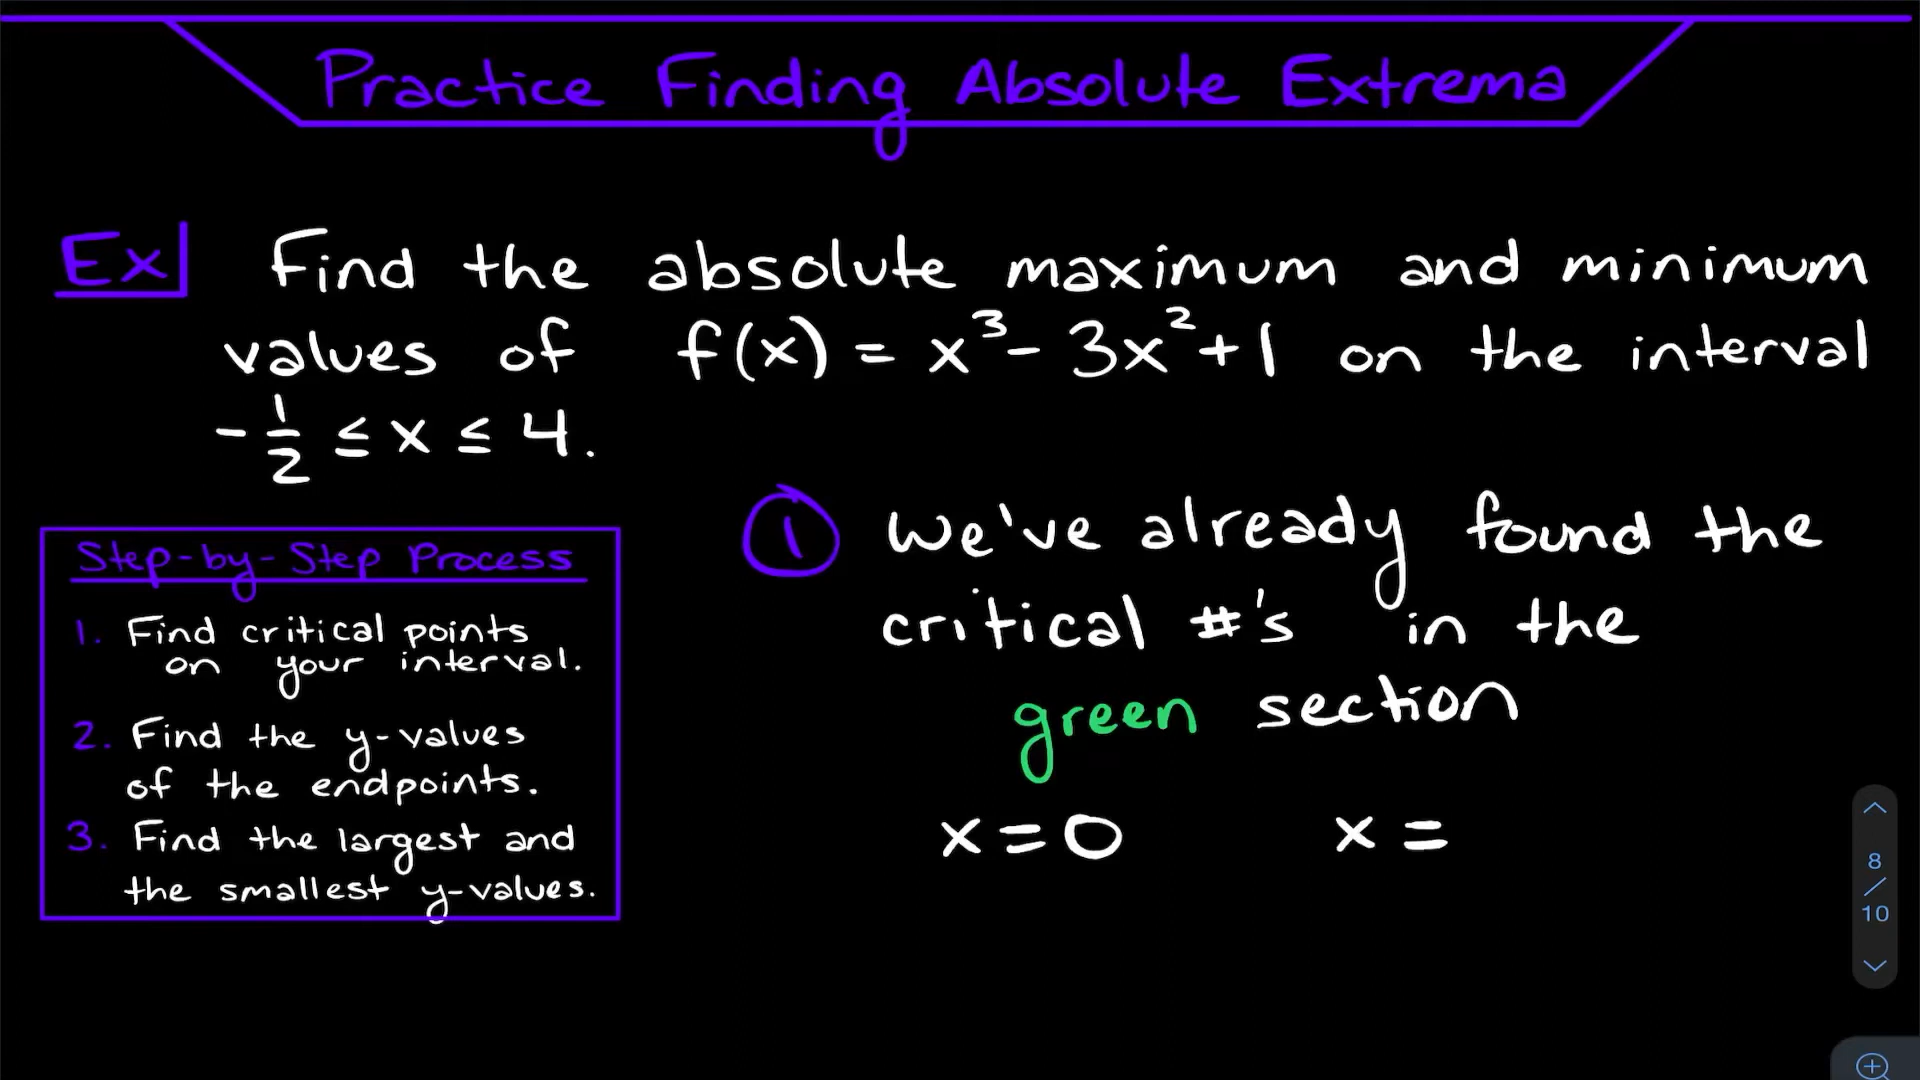 Practice Finding Absolute Extrema
Ex Find the absolute maximum and minimum
values of f(x) = x³ - 3x² + 1 on the interval
-1/2 ≤ x ≤ 4.
Step-by-Step Process
1. Find critical points
on your interval.
2. Find the y-values
of the endpoints.
3. Find the largest and
the smallest y-values.
1 We've already found the
critical #'s in the
green section
x = 0 x =
8
/
10